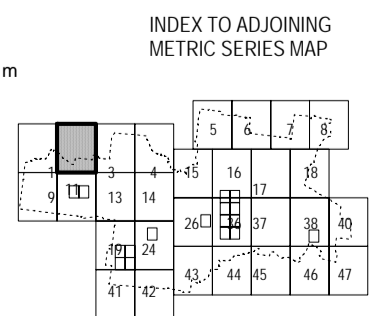 INDEX TO ADJOINING
METRIC SERIES MAP
m
5 6 7 8
1 3 4 15 16 18
9 11 13 14 17
26 36 37 38 40
19 24
43 44 45 46 47
41 42